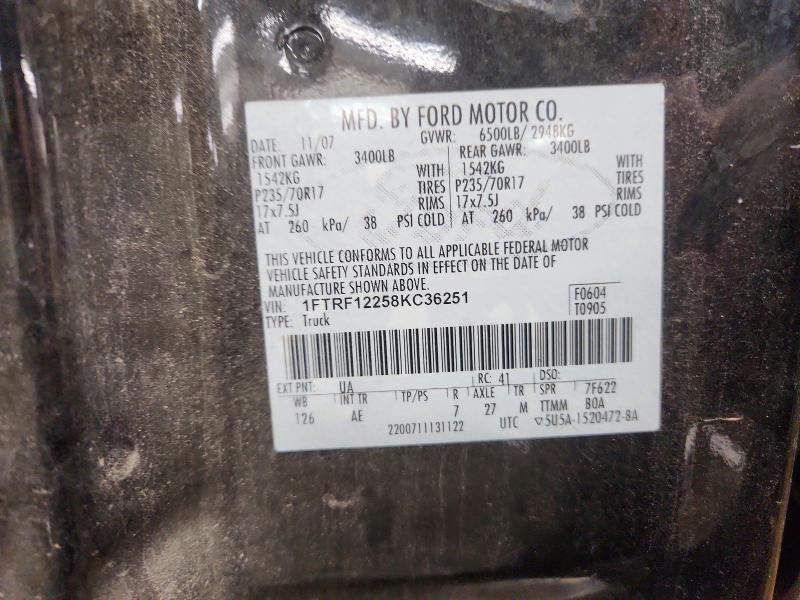 MFD. BY FORD MOTOR CO.
DATE: 11/07 GVWR: 6500LB/ 2948KG
FRONT GAWR: 3400LB REAR GAWR: 3400LB
1542KG WITH 1542KG WITH
P235/70R17 TIRES P235/70R17 TIRES
17x7.5J RIMS 17x7.5J RIMS
AT 260 kPa/ 38 PSI COLD AT 260 kPa/ 38 PSI COLD
THIS VEHICLE CONFORMS TO ALL APPLICABLE FEDERAL MOTOR
VEHICLE SAFETY STANDARDS IN EFFECT ON THE DATE OF
MANUFACTURE SHOWN ABOVE.
VIN: 1FTRF12258KC36251 F0604
TYPE: Truck T0905
EXT PNT: UA RC: 41 DSO:
WB INT TR TP/PS R AXLE TR SPR 7F622
126 AE 7 27 M TTMM BOA
2200711131122 UTC ▽5U5A-1520472-8A